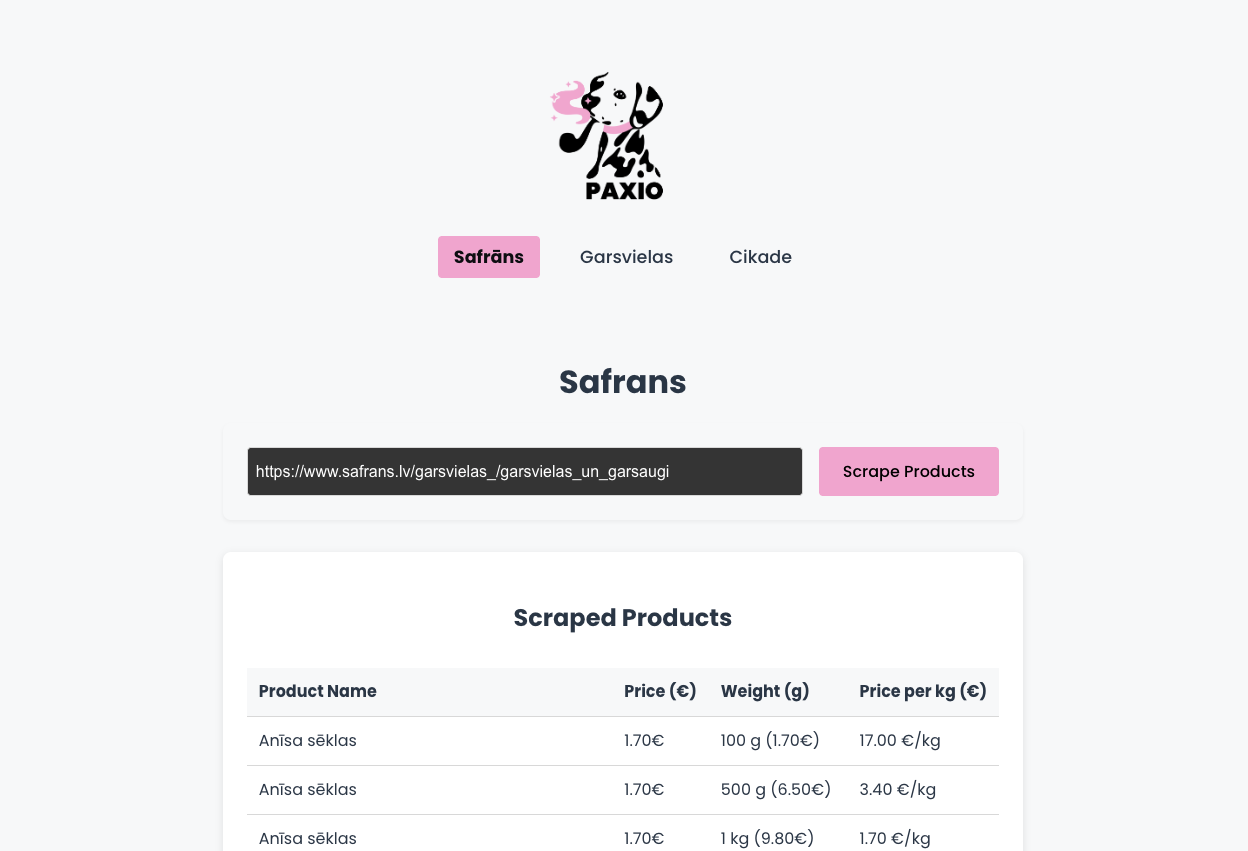 PAXIO
Safrāns Garsvielas Cikade
Safrans
https://www.safrans.lv/garsvielas_/garsvielas_un_garsaugi Scrape Products
Scraped Products
Product Name Price (€) Weight (g) Price per kg (€)
Anīsa sēklas 1.70€ 100 g (1.70€) 17.00 €/kg
Anīsa sēklas 1.70€ 500 g (6.50€) 3.40 €/kg
Anīsa sēklas 1.70€ 1 kg (9.80€) 1.70 €/kg